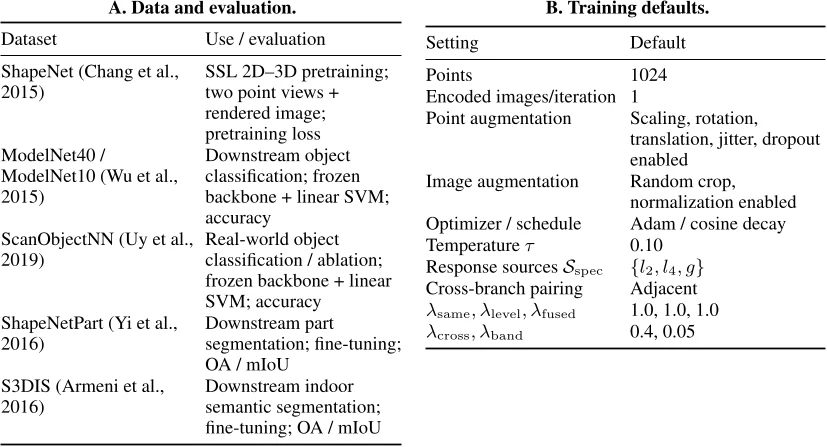 A. Data and evaluation.
Dataset Use / evaluation
ShapeNet (Chang et al., SSL 2D–3D pretraining;
2015) two point views +
rendered image;
pretraining loss
ModelNet40 / Downstream object
ModelNet10 (Wu et al., classification; frozen
2015) backbone + linear SVM;
accuracy
ScanObjectNN (Uy et al., Real-world object
2019) classification / ablation;
frozen backbone + linear
SVM; accuracy
ShapeNetPart (Yi et al., Downstream part
2016) segmentation; fine-tuning;
OA / mIoU
S3DIS (Armeni et al., Downstream indoor
2016) semantic segmentation;
fine-tuning; OA / mIoU
B. Training defaults.
Setting Default
Points 1024
Encoded images/iteration 1
Point augmentation Scaling, rotation,
translation, jitter, dropout
enabled
Image augmentation Random crop,
normalization enabled
Optimizer / schedule Adam / cosine decay
Temperature τ 0.10
Response sources 𝒮_spec {l₂, l₄, g}
Cross-branch pairing Adjacent
λ_same, λ_level, λ_fused 1.0, 1.0, 1.0
λ_cross, λ_band 0.4, 0.05